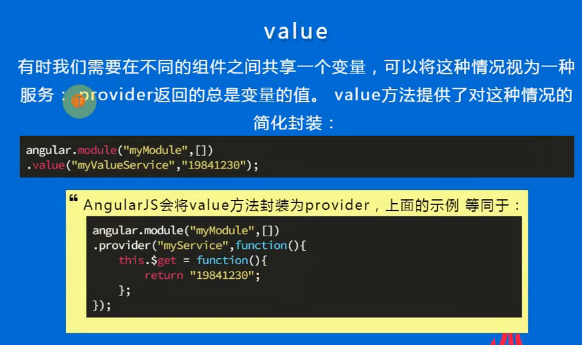 value
有时我们需要在不同的组件之间共享一个变量，可以将这种情况视为一种
服务： provider返回的总是变量的值。 value方法提供了对这种情况的
简化封装：
angular.module("myModule",[])
.value("myValueService","19841230");
❝ AngularJS会将value方法封装为provider，上面的示例 等同于：
angular.module("myModule",[])
.provider("myService",function(){
this.$get = function(){
return "19841230";
};
});